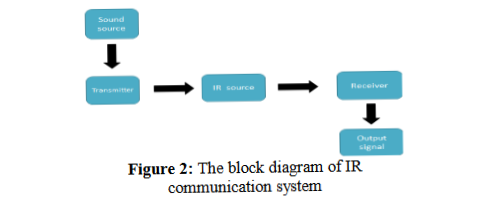 Sound
source
Transmitter
IR source
Receiver
Output
signal
Figure 2: The block diagram of IR
communication system